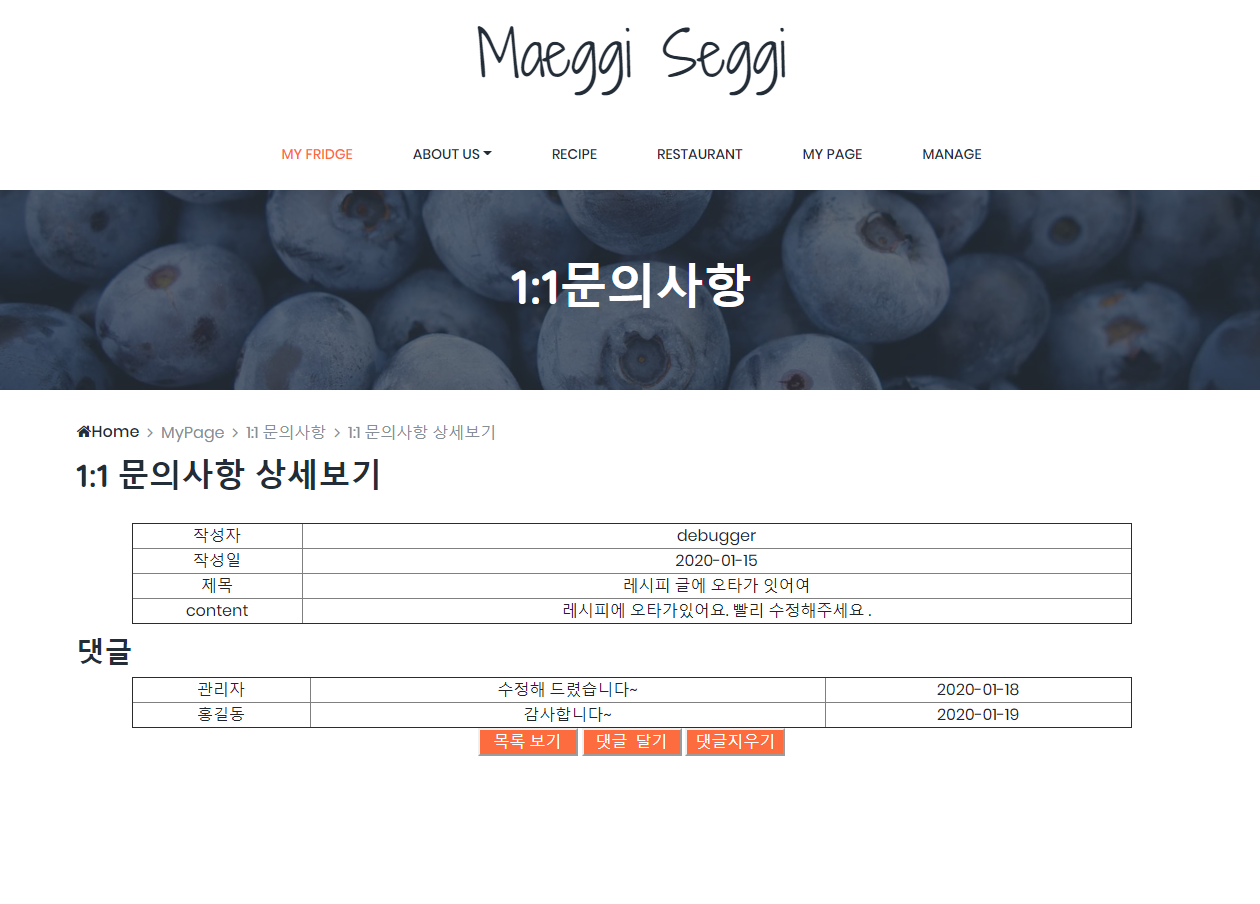 Maeggi Seggi
MY FRIDGE ABOUT US RECIPE RESTAURANT MY PAGE MANAGE
1:1문의사항
Home > MyPage > 1:1 문의사항 > 1:1 문의사항 상세보기
1:1 문의사항 상세보기
작성자 debugger
작성일 2020-01-15
제목 레시피 글에 오타가 잇어여
content 레시피에 오타가있어요. 빨리 수정해주세요 .
댓글
관리자 수정해 드렸습니다~ 2020-01-18
홍길동 감사합니다~ 2020-01-19
목록 보기 댓글 달기 댓글지우기